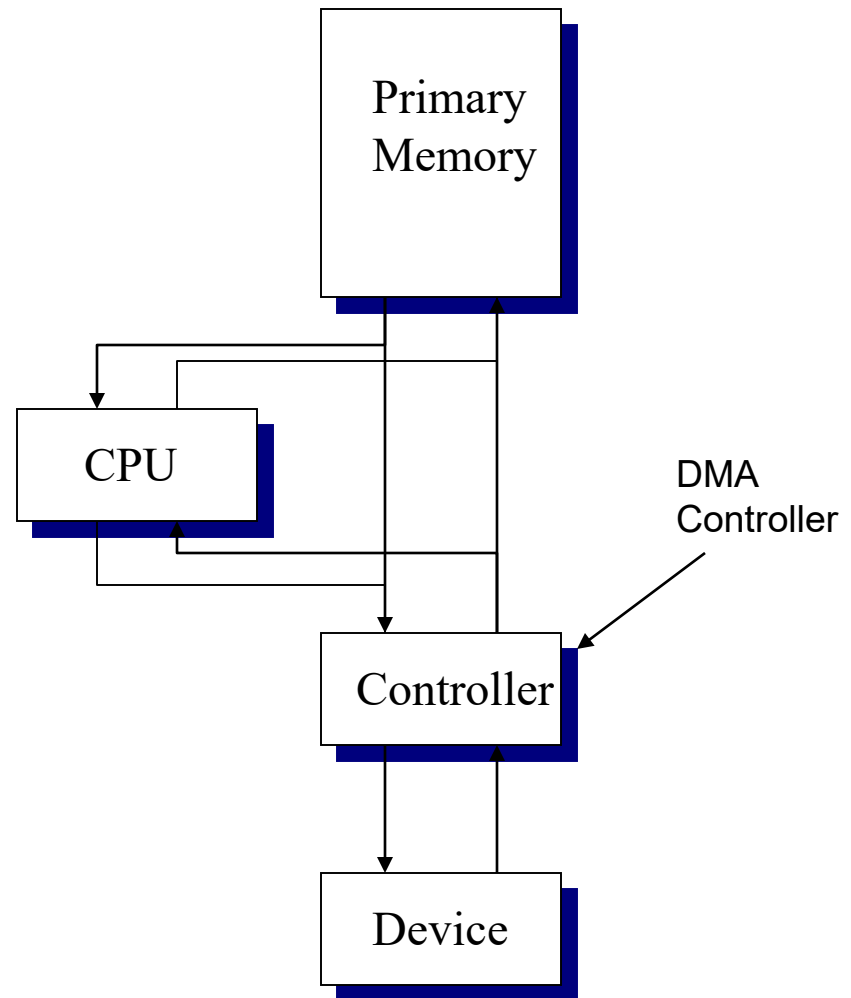 Primary
Memory
CPU
DMA
Controller
Controller
Device